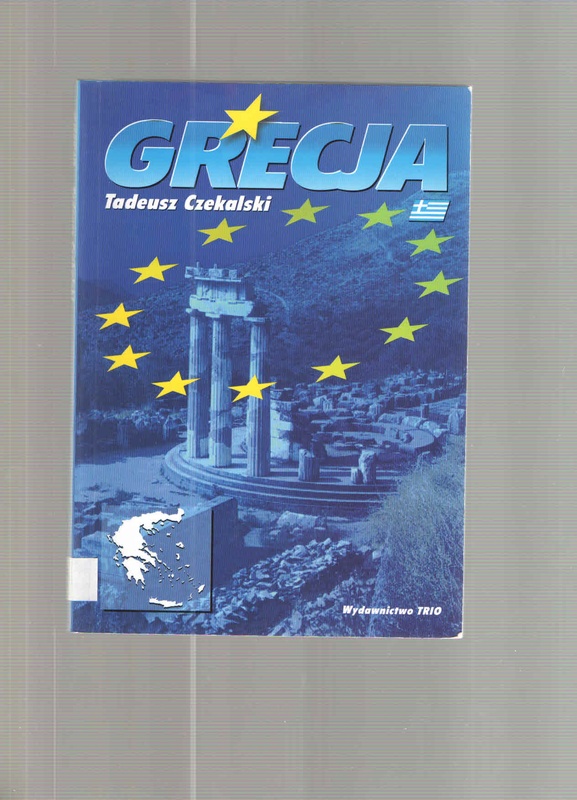 GRECJA
Tadeusz Czekalski
Wydawnictwo TRIO